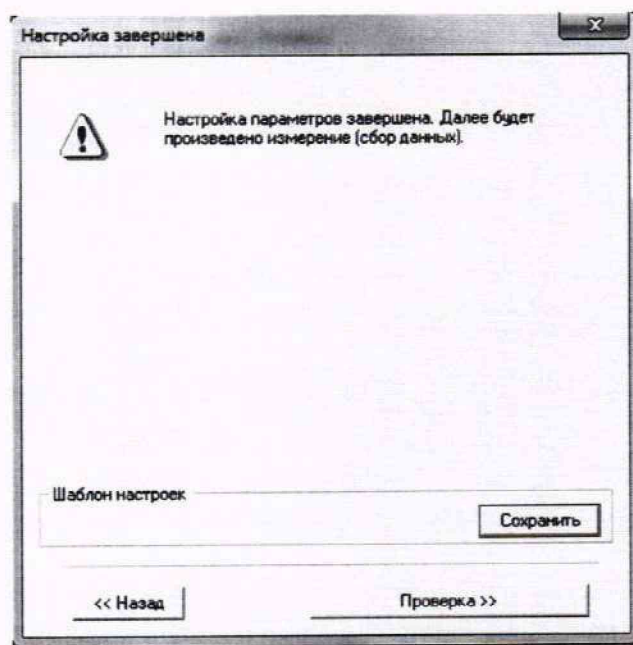 Настройка завершена
Настройка параметров завершена. Далее будет
произведено измерение (сбор данных).
Шаблон настроек
Сохранить
<< Назад
Проверка >>